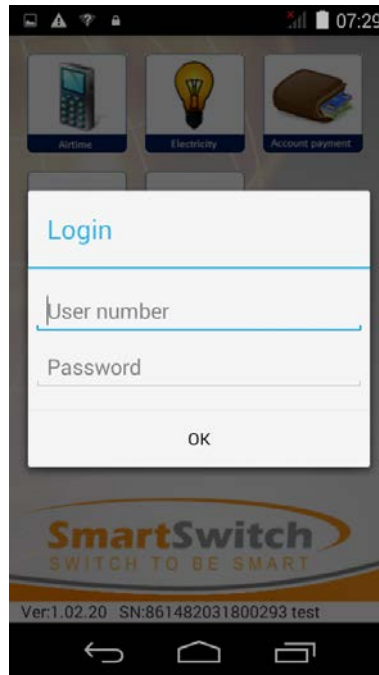 07:29
Airtime
Electricity
Account payment
Login
User number
Password
OK
SmartSwitch
SWITCH TO BE SMART
Ver:1.02.20 SN:861482031800293 test